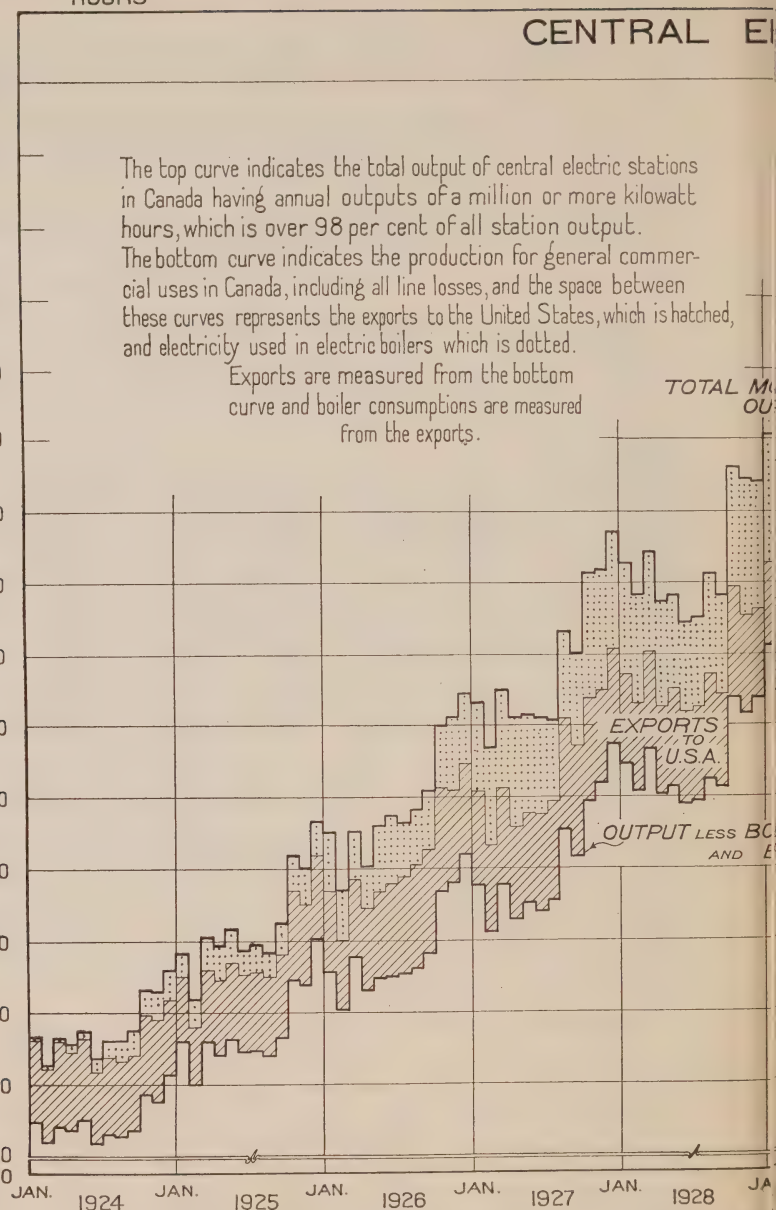 HOURS
CENTRAL
The top curve indicates the total output of central electric stations
in Canada having annual outputs of a million or more kilowatt
hours, which is over 98 per cent of all station output.
The bottom curve indicates the production for general commer-
cial uses in Canada, including all line losses, and the space between
these curves represents the exports to the United States, which is hatched,
and electricity used in electric boilers which is dotted.
Exports are measured from the bottom
curve and boiler consumptions are measured
from the exports.
TOTAL
EXPORTS
TO
U.S.A.
OUTPUT LESS
AND
0
0
JAN. 1924 JAN. 1925 JAN. 1926 JAN. 1927 JAN. 1928